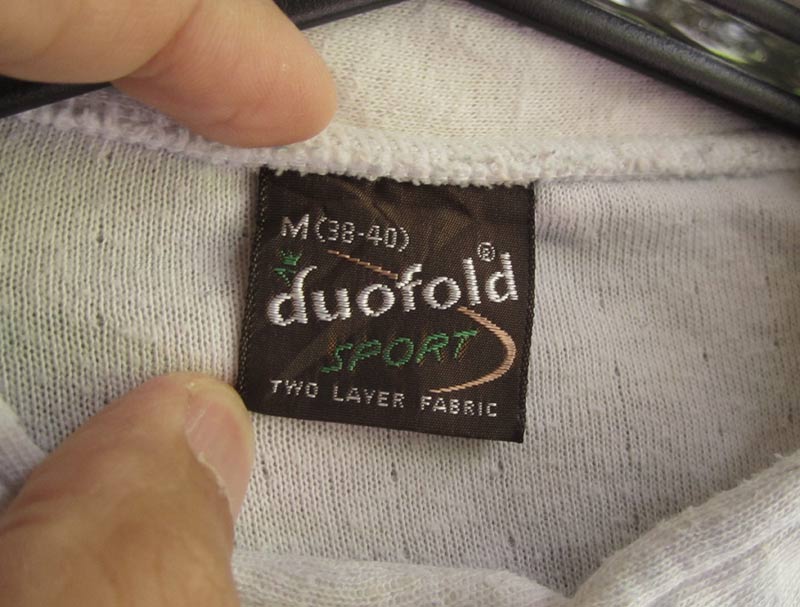 M (38-40)
duofold®
SPORT
TWO LAYER FABRIC